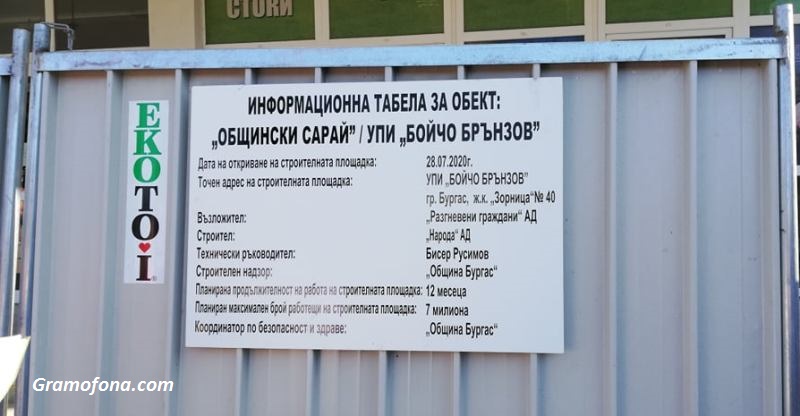 СТОКИ
ИНФОРМАЦИОННА ТАБЕЛА ЗА ОБЕКТ:
„ОБЩИНСКИ САРАЙ” / УПИ „БОЙЧО БРЪНЗОВ”
Дата на откриване на строителната площадка: 28.07.2020г.
Точен адрес на строителната площадка: УПИ „БОЙЧО БРЪНЗОВ”
гр. Бургас, ж.к. „Зорница”№ 40
Възложител: „Разгневени граждани” АД
Строител: „Народа” АД
Технически ръководител: Бисер Русимов
Строителен надзор: „Община Бургас”
Планирана продължителност на работа на строителната площадка: 12 месеца
Планиран максимален брой работещи на строителната площадка: 7 милиона
Координатор по безопасност и здраве: „Община Бургас”
EKOTOI
®
Gramofona.com